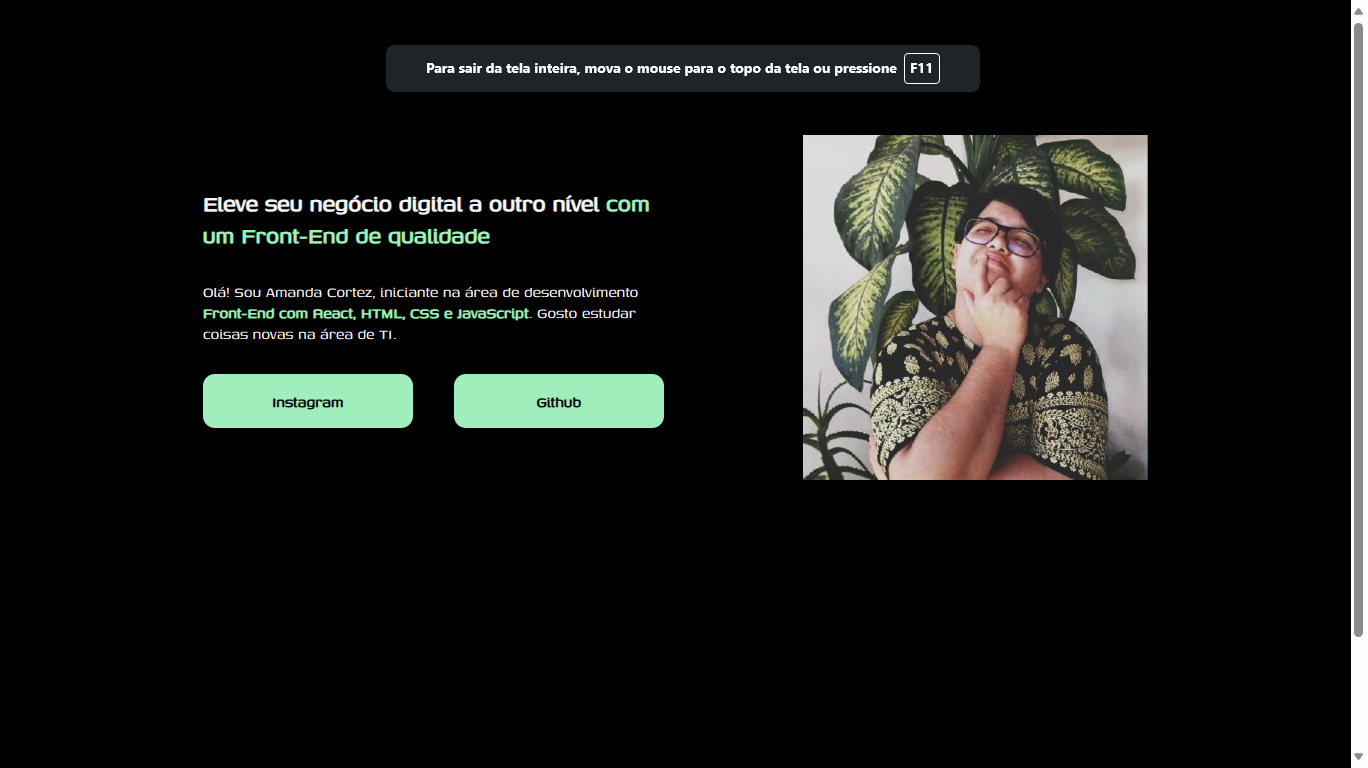 Para sair da tela inteira, mova o mouse para o topo da tela ou pressione F11
Eleve seu negócio digital a outro nível com
um Front-End de qualidade
Olá! Sou Amanda Cortez, iniciante na área de desenvolvimento
Front-End com React, HTML, CSS e JavaScript. Gosto estudar
coisas novas na área de TI.
Instagram
Github